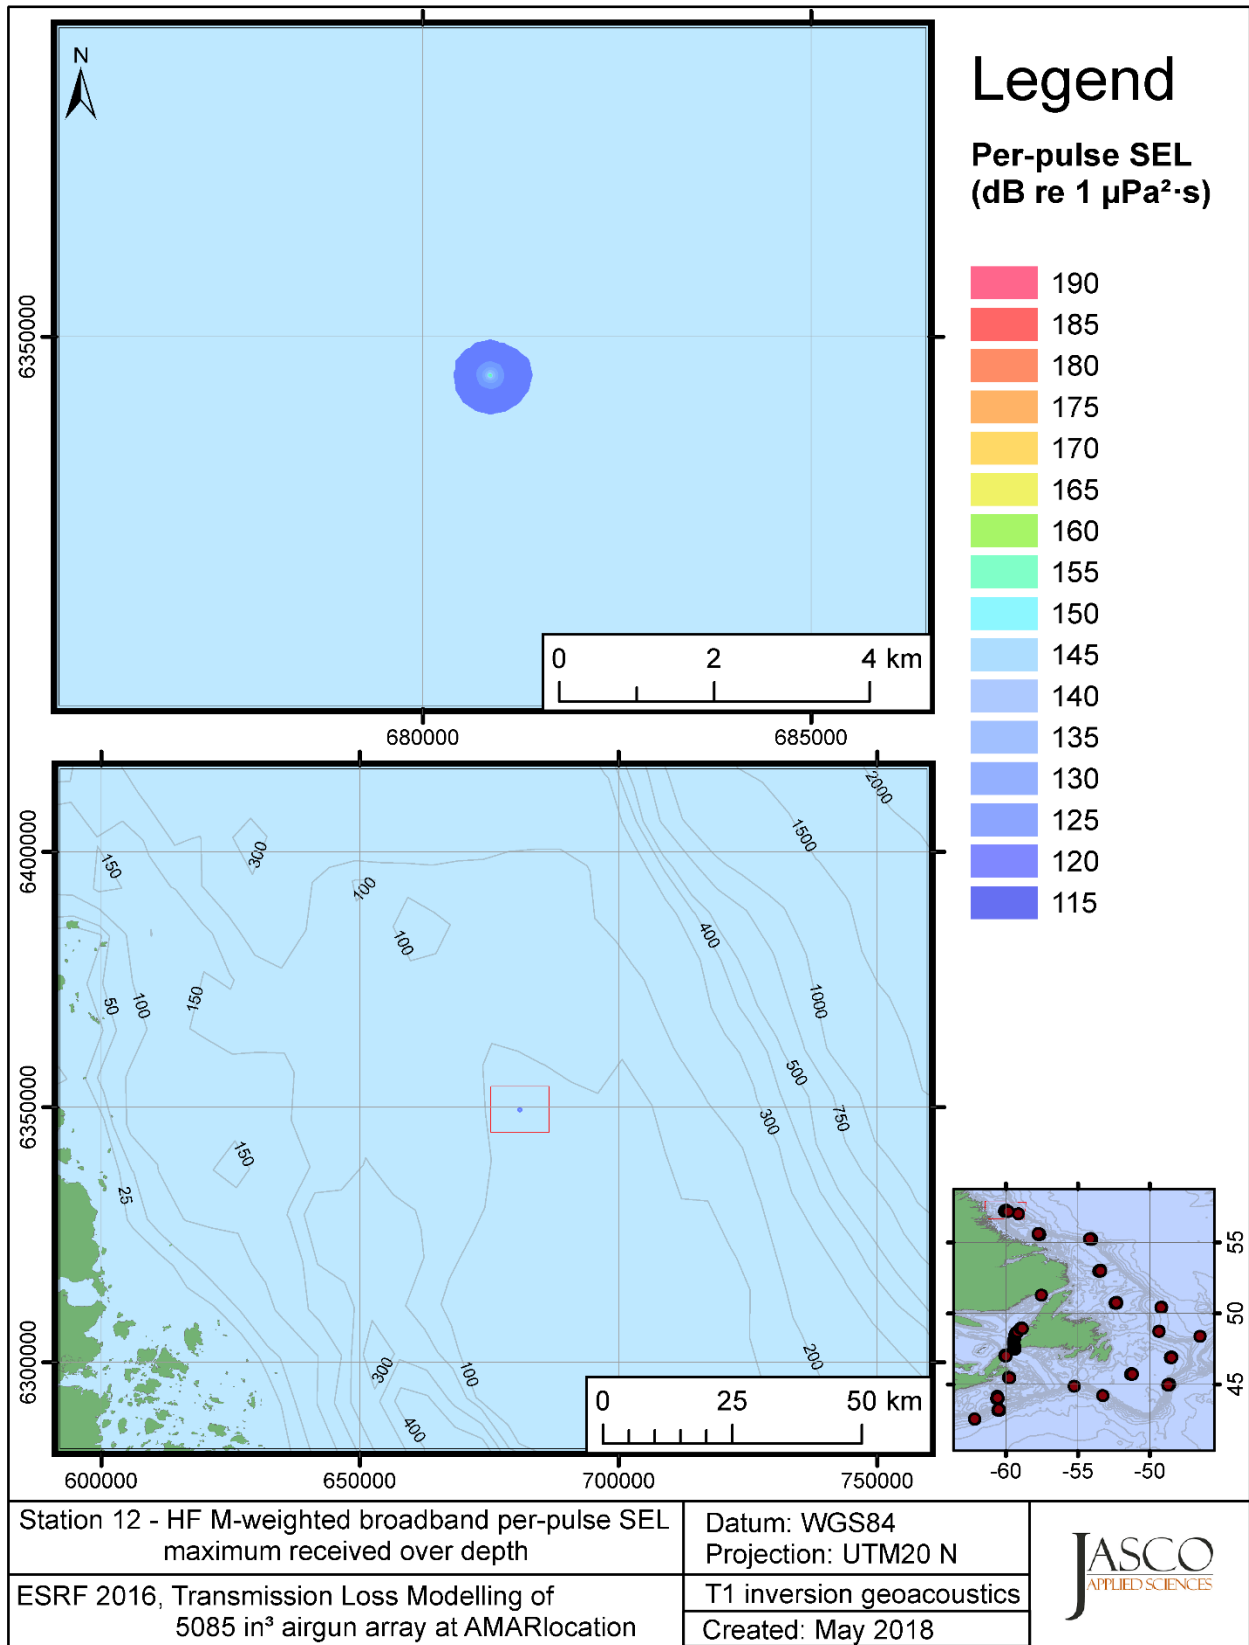 N
6350000
0 2 4 km
680000 685000
Legend
Per-pulse SEL
(dB re 1 µPa²·s)
190
185
180
175
170
165
160
155
150
145
140
135
130
125
120
115
2000
1500
300
150
100
100
400
50
100
150
1000
500
750
300
150
25
200
300
100
400
6400000
6350000
6300000
0 25 50 km
600000 650000 700000 750000
55
50
45
-60 -55 -50
Station 12 - HF M-weighted broadband per-pulse SEL
maximum received over depth
ESRF 2016, Transmission Loss Modelling of
5085 in³ airgun array at AMARlocation
Datum: WGS84
Projection: UTM20 N
T1 inversion geoacoustics
Created: May 2018
JASCO
APPLIED SCIENCES